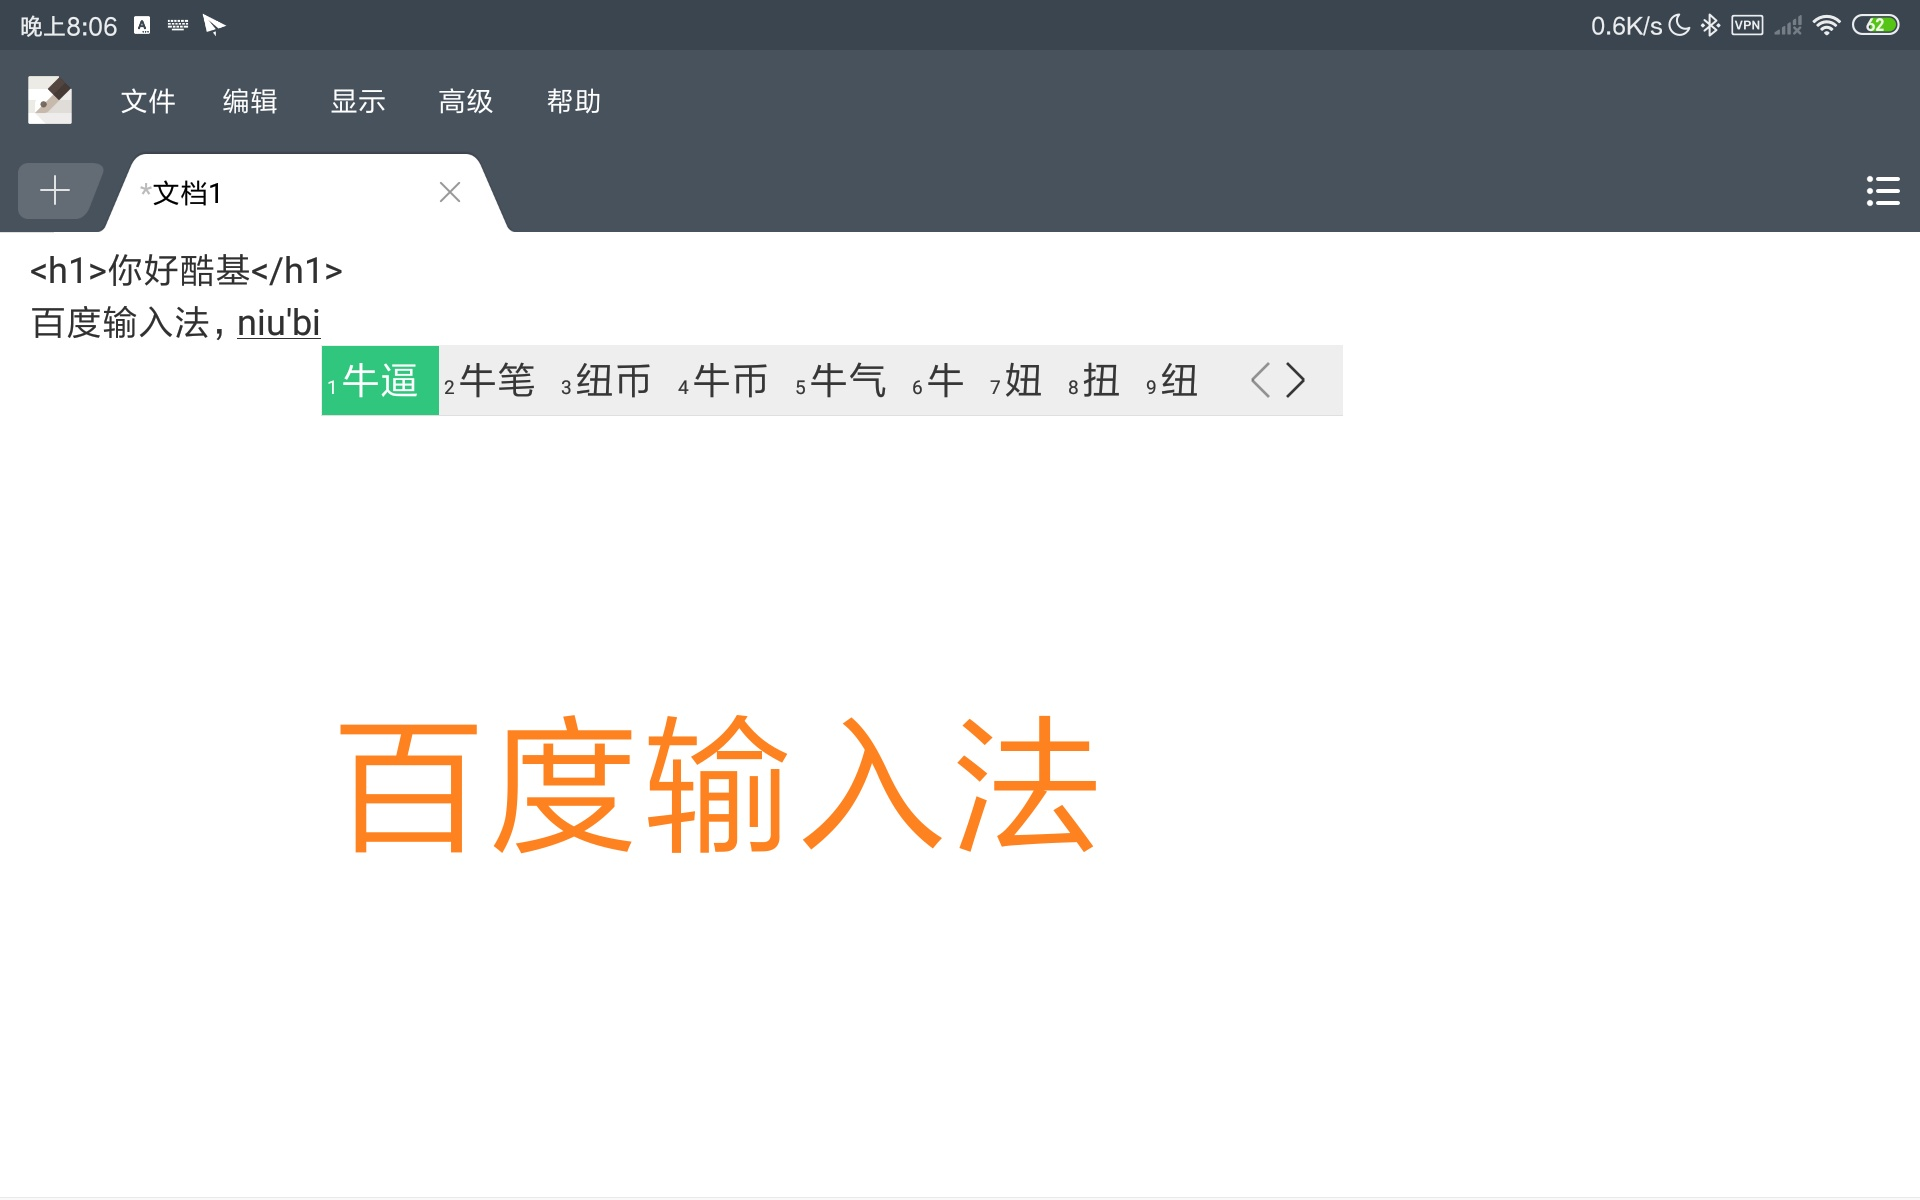 晚上8:06
0.6K/s VPN 62
文件 编辑 显示 高级 帮助
*文档1
<h1>你好酷基</h1>
百度输入法，niu'bi
1牛逼 2牛笔 3纽币 4牛币 5牛气 6牛 7妞 8扭 9纽
百度输入法